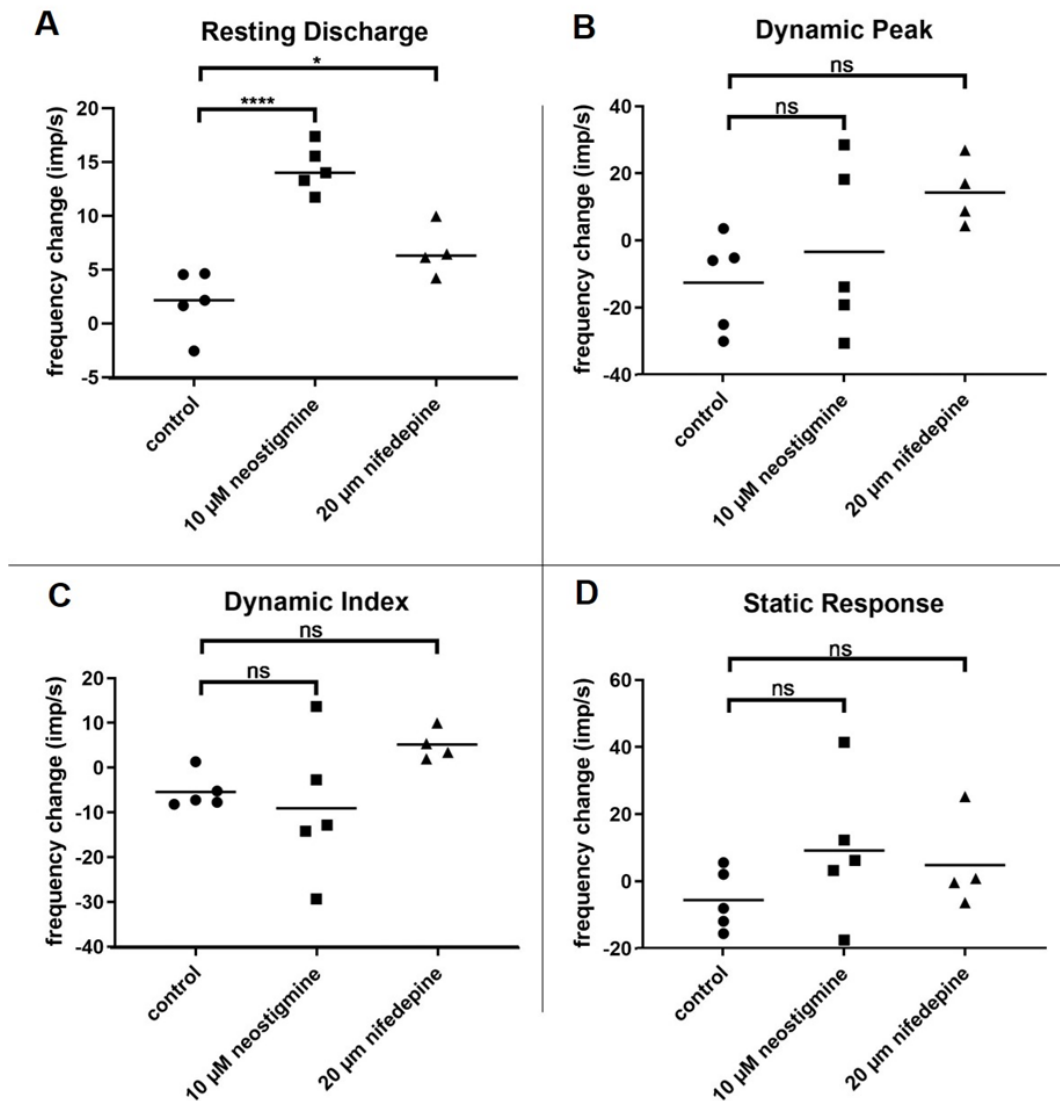 A
Resting Discharge
*
****
frequency change (imp/s)
20
15
10
5
0
-5
control
10 µM neostigmine
20 µm nifedepine
B
Dynamic Peak
ns
ns
frequency change (imp/s)
40
20
0
-20
-40
control
10 µM neostigmine
20 µm nifedepine
C
Dynamic Index
ns
ns
frequency change (imp/s)
20
10
0
-10
-20
-30
-40
control
10 µM neostigmine
20 µm nifedepine
D
Static Response
ns
ns
frequency change (imp/s)
60
40
20
0
-20
control
10 µM neostigmine
20 µm nifedepine